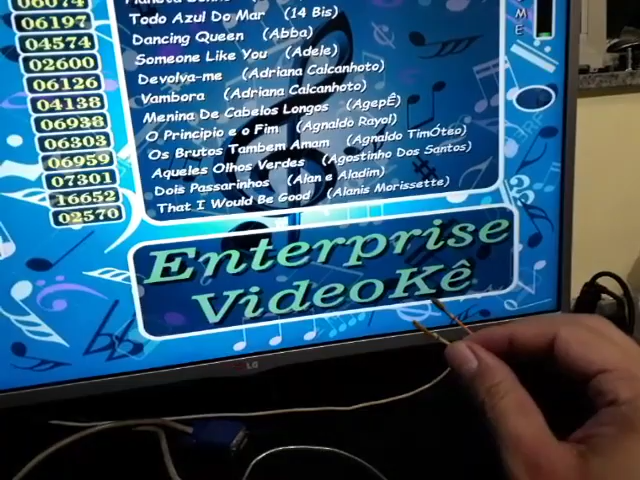 06074
06197 Todo Azul Do Mar (14 Bis)
04574 Dancing Queen (Abba)
02600 Someone Like You (Adele)
06126 Devolva-me (Adriana Calcanhoto)
04138 Vambora (Adriana Calcanhoto)
06938 Menina De Cabelos Longos (AgepÊ)
06303 O Principio e o Fim (Agnaldo Rayol)
06959 Os Brutos Tambem Amam (Agnaldo TimÓteo)
07301 Aqueles Olhos Verdes (Agostinho Dos Santos)
16652 Dois Passarinhos (Alan e Aladim)
02570 That I Would Be Good (Alanis Morissette)
Enterprise
VideoKê
LG